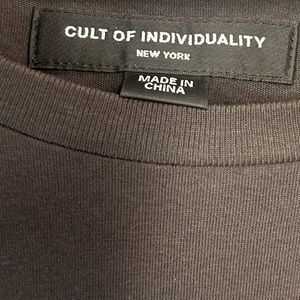 CULT OF INDIVIDUALITY
NEW YORK
MADE IN
CHINA